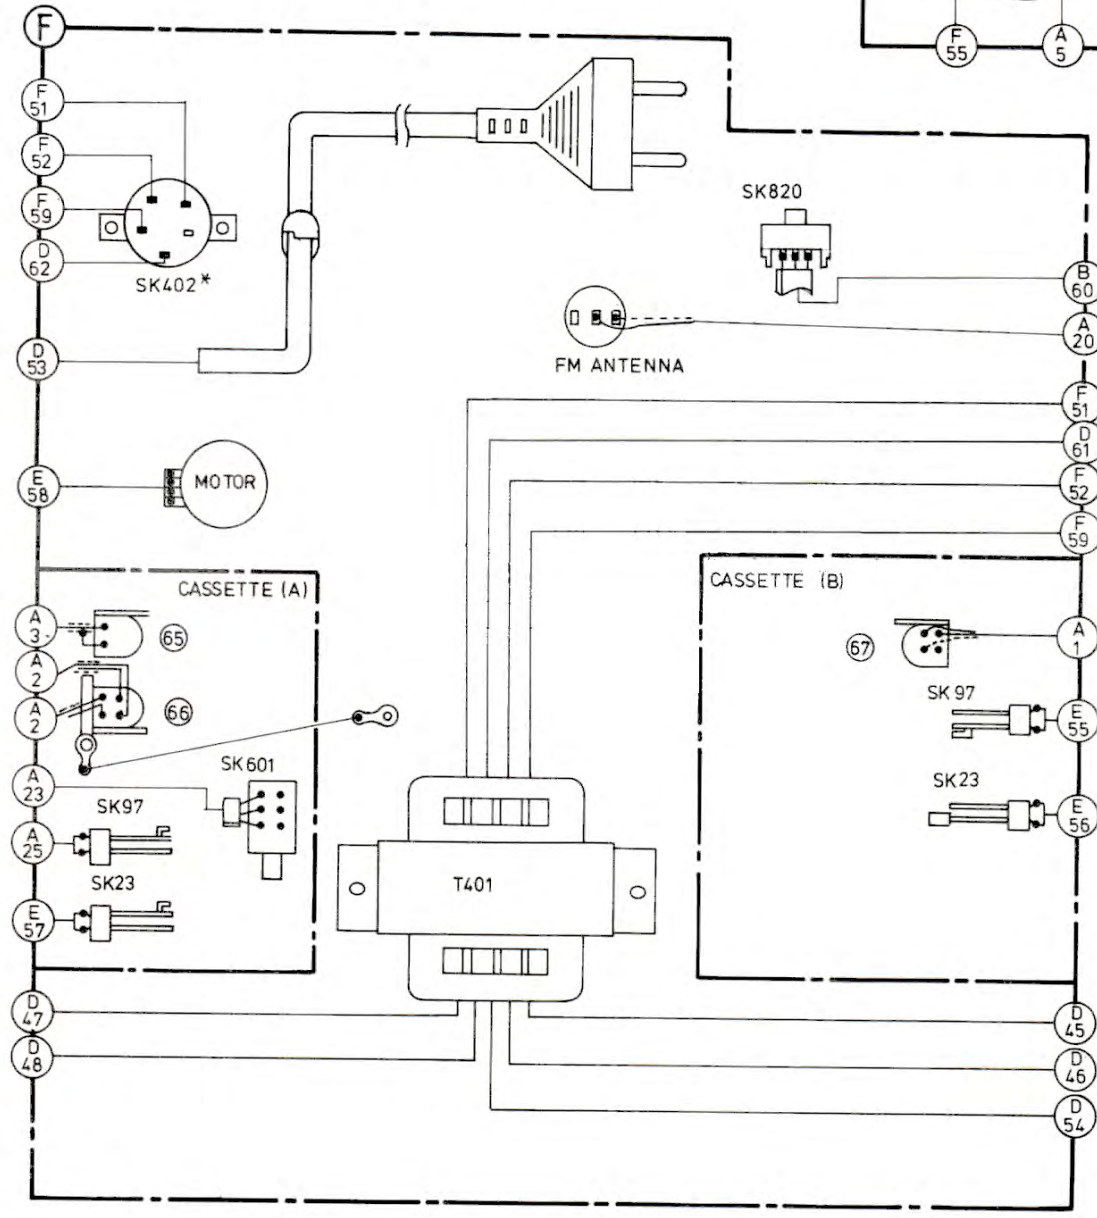 F
F
55
A
5
F
51
F
52
F
59
D
62
SK402*
SK820
B
60
A
20
FM ANTENNA
D
53
F
51
D
61
F
52
F
59
E
58
MOTOR
CASSETTE (A)
CASSETTE (B)
A
3
65
A
2
A
2
66
67
A
1
SK97
E
55
SK601
A
23
SK97
A
25
SK23
E
56
SK23
E
57
T401
D
47
D
48
D
45
D
46
D
54